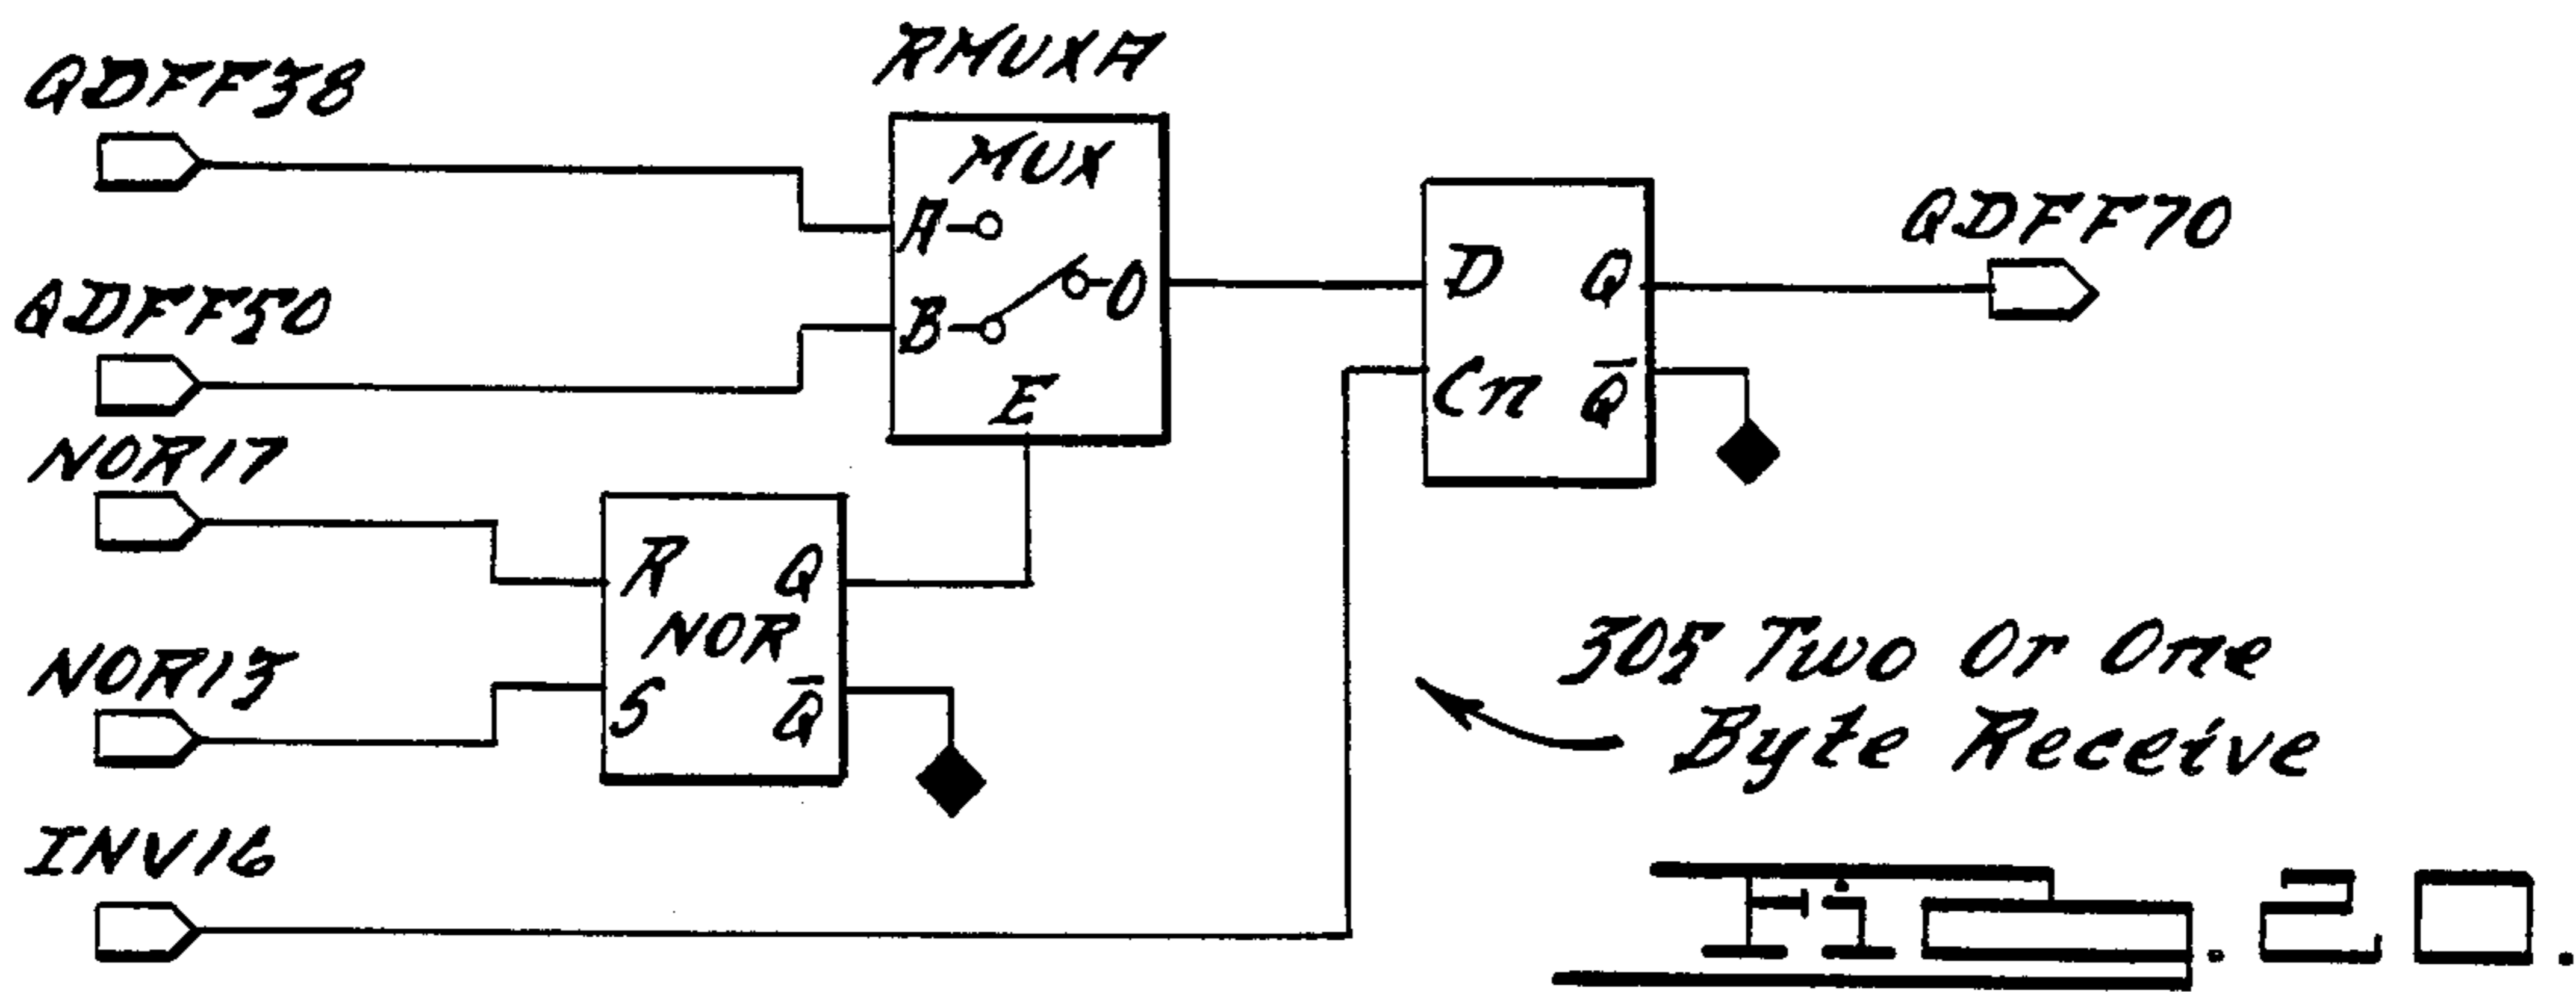 QDFF38
RMUXA
MUX
A
QDFF50
B
O
E
D Q
Cn Q̅
QDFF70
NOR17
R Q
NOR
S Q̅
NOR13
INV16
305 Two Or One
Byte Receive
Fig. 20.